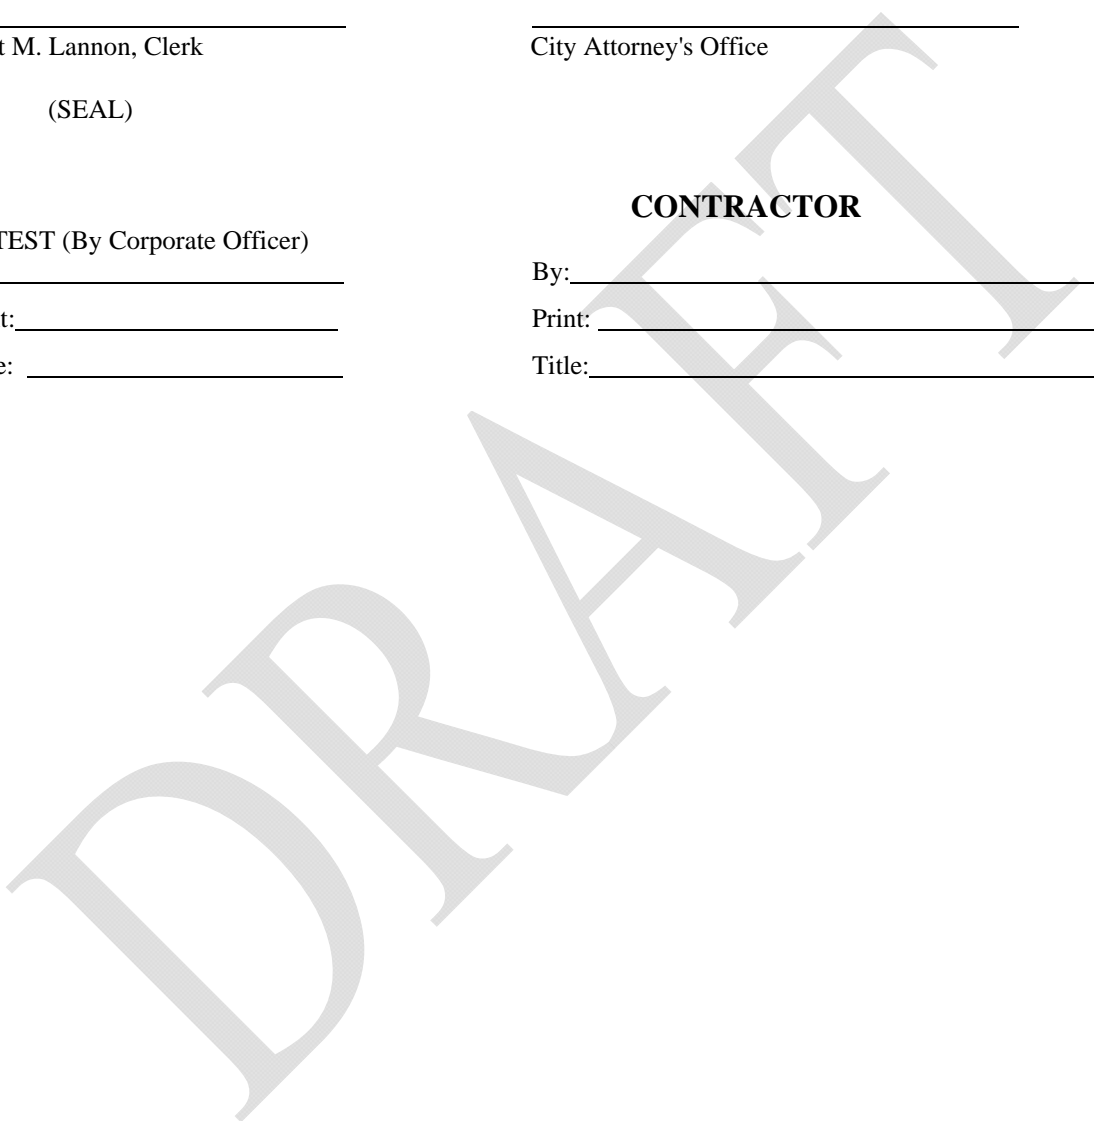 t M. Lannon, Clerk
City Attorney's Office
(SEAL)
CONTRACTOR
TEST (By Corporate Officer)
By:
t:
Print:
e:
Title:
DRAFT